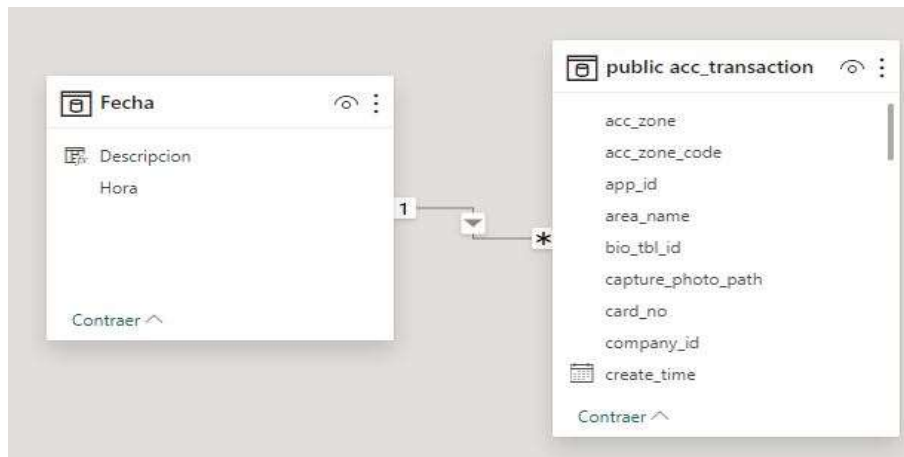 Fecha
Descripcion
Hora
Contraer
1
*
public acc_transaction
acc_zone
acc_zone_code
app_id
area_name
bio_tbl_id
capture_photo_path
card_no
company_id
create_time
Contraer